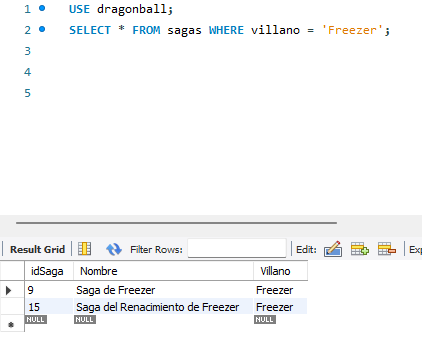 1 USE dragonball;
2 SELECT * FROM sagas WHERE villano = 'Freezer';
3
4
5
Result Grid Filter Rows: Edit: Exp
idSaga Nombre Villano
9 Saga de Freezer Freezer
15 Saga del Renacimiento de Freezer Freezer
NULL NULL NULL